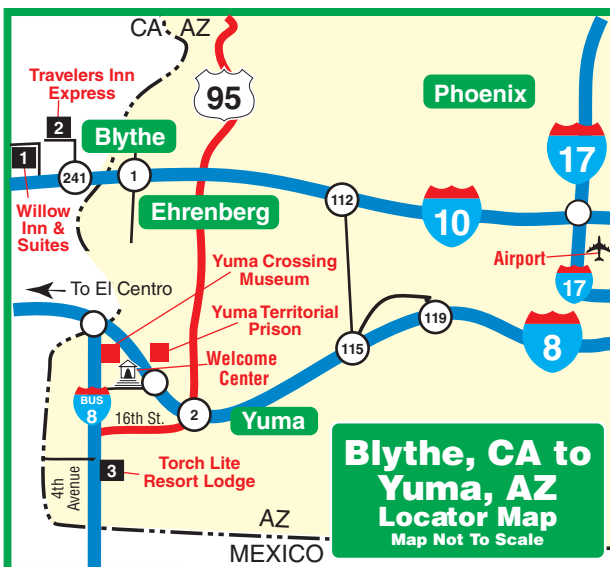 CA
AZ
Travelers Inn
Express
2
95
Phoenix
Blythe
1
241
1
17
Willow
Inn &
Suites
Ehrenberg
112
10
Airport
17
Yuma Crossing
Museum
To El Centro
Yuma Territorial
Prison
119
115
8
Welcome
Center
BUS
8
16th St.
2
Yuma
4th
Avenue
3
Torch Lite
Resort Lodge
Blythe, CA to
Yuma, AZ
Locator Map
Map Not To Scale
AZ
MEXICO